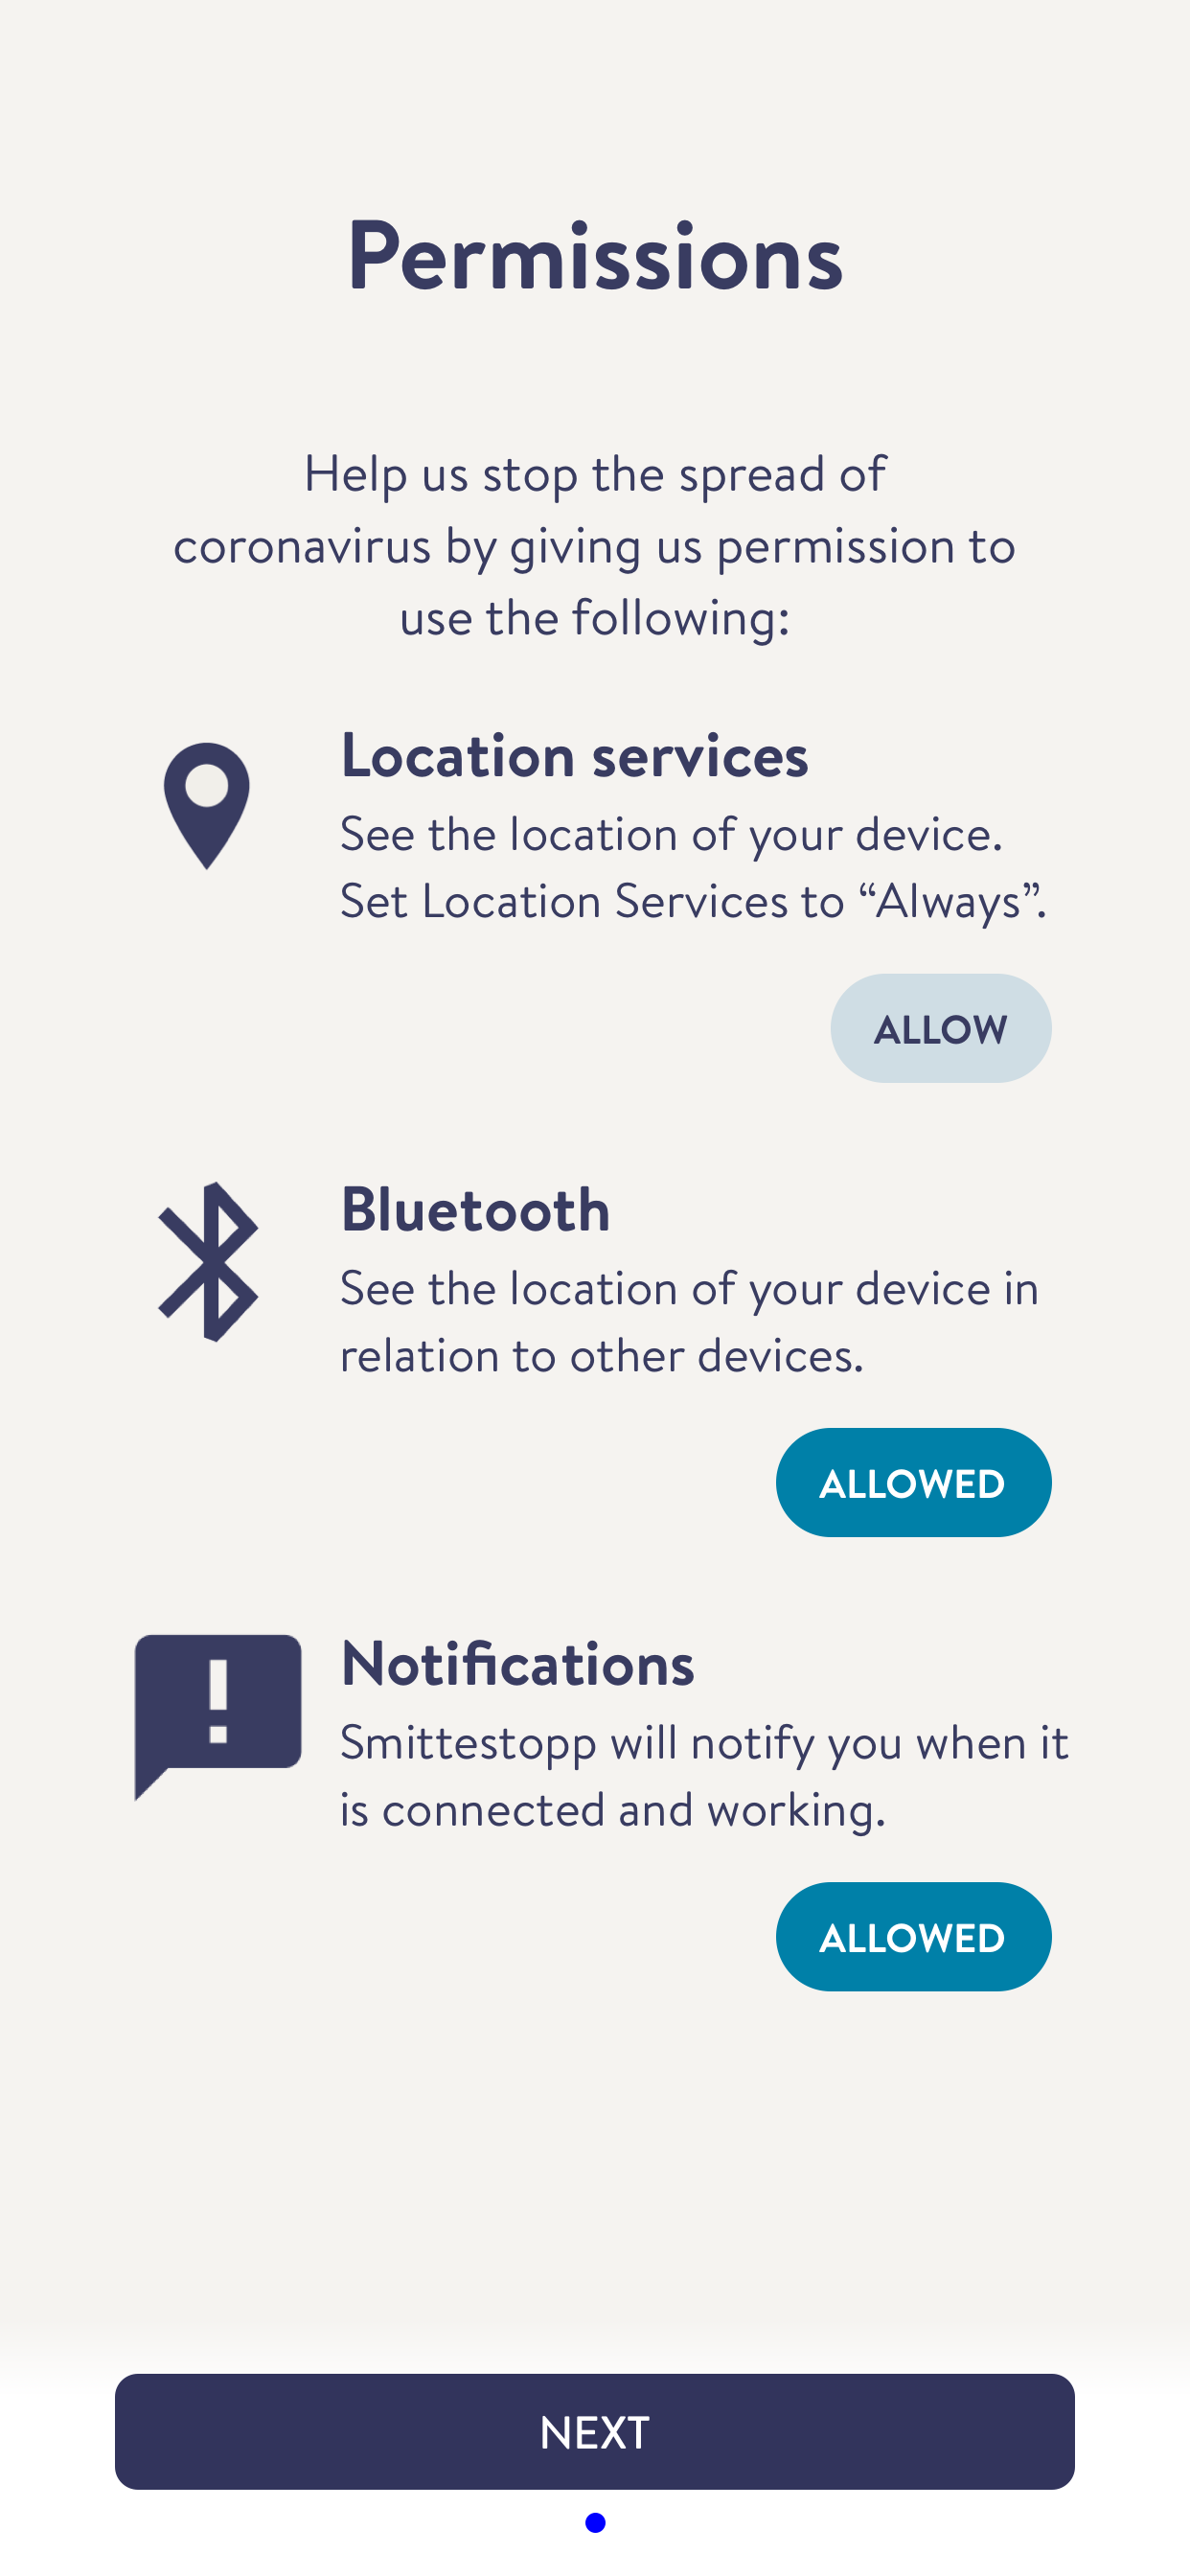 Permissions
Help us stop the spread of
coronavirus by giving us permission to
use the following:
Location services
See the location of your device.
Set Location Services to “Always”.
ALLOW
Bluetooth
See the location of your device in
relation to other devices.
ALLOWED
Notifications
Smittestopp will notify you when it
is connected and working.
ALLOWED
NEXT